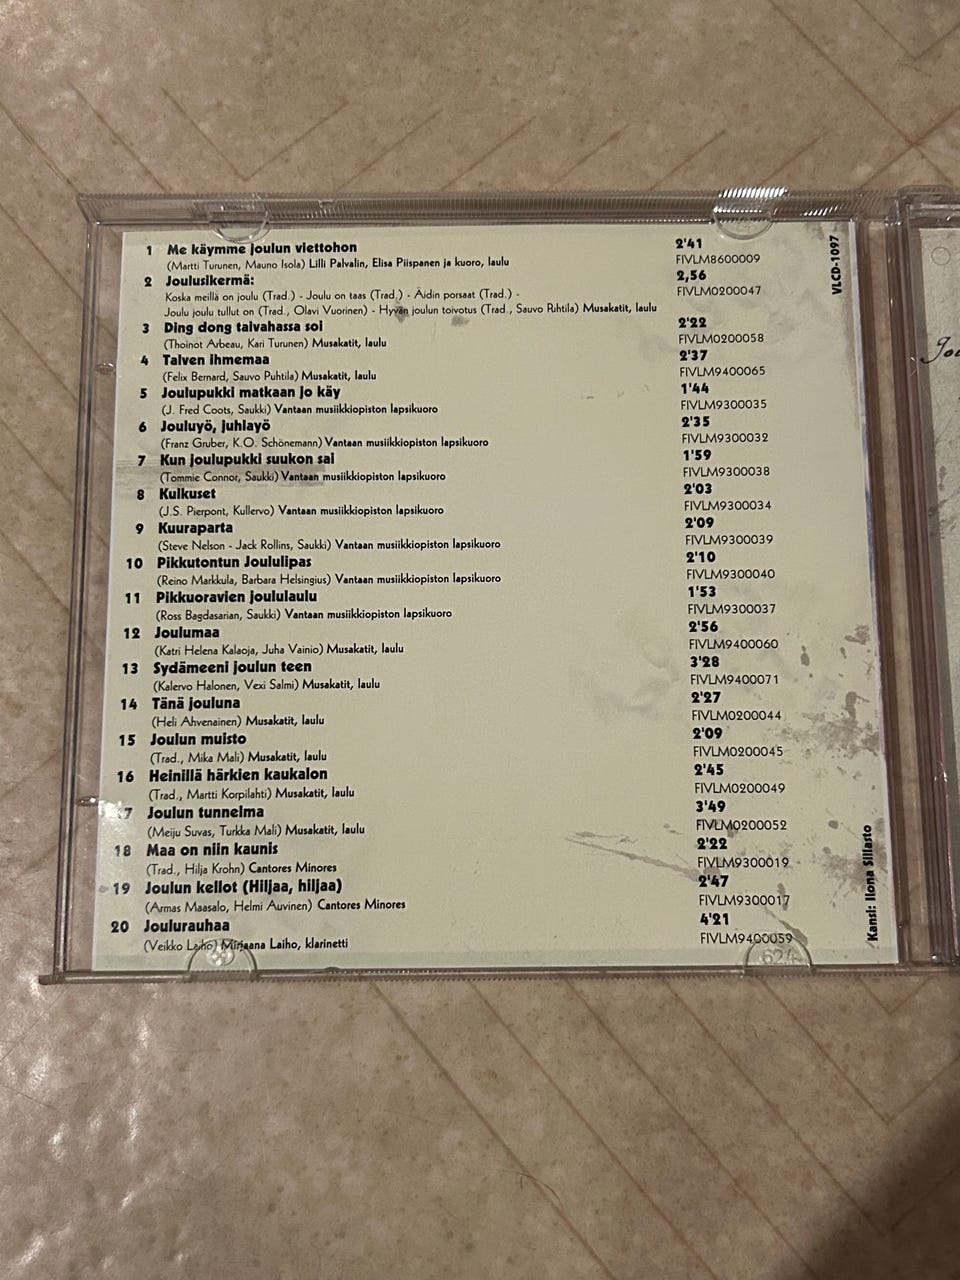 1 Me käymme joulun viettohon 2'41
(Martti Turunen, Mauno Isola) Lilli Palvalin, Elisa Piispanen ja kuoro, laulu FIVLM8600009
2 Joulusikermä: 2,56
Koska meillä on joulu (Trad.) - Joulu on taas (Trad.) - Äidin porsaat (Trad.) - FIVLM0200047
Joulu joulu tullut on (Trad., Olavi Vuorinen) - Hyvän joulun toivotus (Trad., Sauvo Puhtila) Musakatit, laulu
3 Ding dong taivahassa soi 2'22
(Thoinot Arbeau, Kari Turunen) Musakatit, laulu FIVLM0200058
4 Talven ihmemaa 2'37
(Felix Bernard, Sauvo Puhtila) Musakatit, laulu FIVLM9400065
5 Joulupukki matkaan jo käy 1'44
(J. Fred Coots, Saukki) Vantaan musiikkiopiston lapsikuoro FIVLM9300035
6 Jouluyö, juhlayö 2'35
(Franz Gruber, K.O. Schönemann) Vantaan musiikkiopiston lapsikuoro FIVLM9300032
7 Kun joulupukki suukon sai 1'59
(Tommie Connor, Saukki) Vantaan musiikkiopiston lapsikuoro FIVLM9300038
8 Kulkuset 2'03
(J.S. Pierpont, Kullervo) Vantaan musiikkiopiston lapsikuoro FIVLM9300034
9 Kuuraparta 2'09
(Steve Nelson - Jack Rollins, Saukki) Vantaan musiikkiopiston lapsikuoro FIVLM9300039
10 Pikkutontun Joululipas 2'10
(Reino Markkula, Barbara Helsingius) Vantaan musiikkiopiston lapsikuoro FIVLM9300040
11 Pikkuoravien joululaulu 1'53
(Ross Bagdasarian, Saukki) Vantaan musiikkiopiston lapsikuoro FIVLM9300037
12 Joulumaa 2'56
(Katri Helena Kalaoja, Juha Vainio) Musakatit, laulu FIVLM9400060
13 Sydämeeni joulun teen 3'28
(Kalervo Halonen, Vexi Salmi) Musakatit, laulu FIVLM9400071
14 Tänä jouluna 2'27
(Heli Ahvenainen) Musakatit, laulu FIVLM0200044
15 Joulun muisto 2'09
(Trad., Mika Mali) Musakatit, laulu FIVLM0200045
16 Heinillä härkien kaukalon 2'45
(Trad., Martti Korpilahti) Musakatit, laulu FIVLM0200049
17 Joulun tunnelma 3'49
(Meiju Suvas, Turkka Mali) Musakatit, laulu FIVLM0200052
18 Maa on niin kaunis 2'22
(Trad., Hilja Krohn) Cantores Minores FIVLM9300019
19 Joulun kellot (Hiljaa, hiljaa) 2'47
(Armas Maasalo, Helmi Auvinen) Cantores Minores FIVLM9300017
20 Joulurauhaa 4'21
(Veikko Laiho) Mirjaana Laiho, klarinetti FIVLM9400059
VLCD-1097
Kansi: Ilona Sillasto